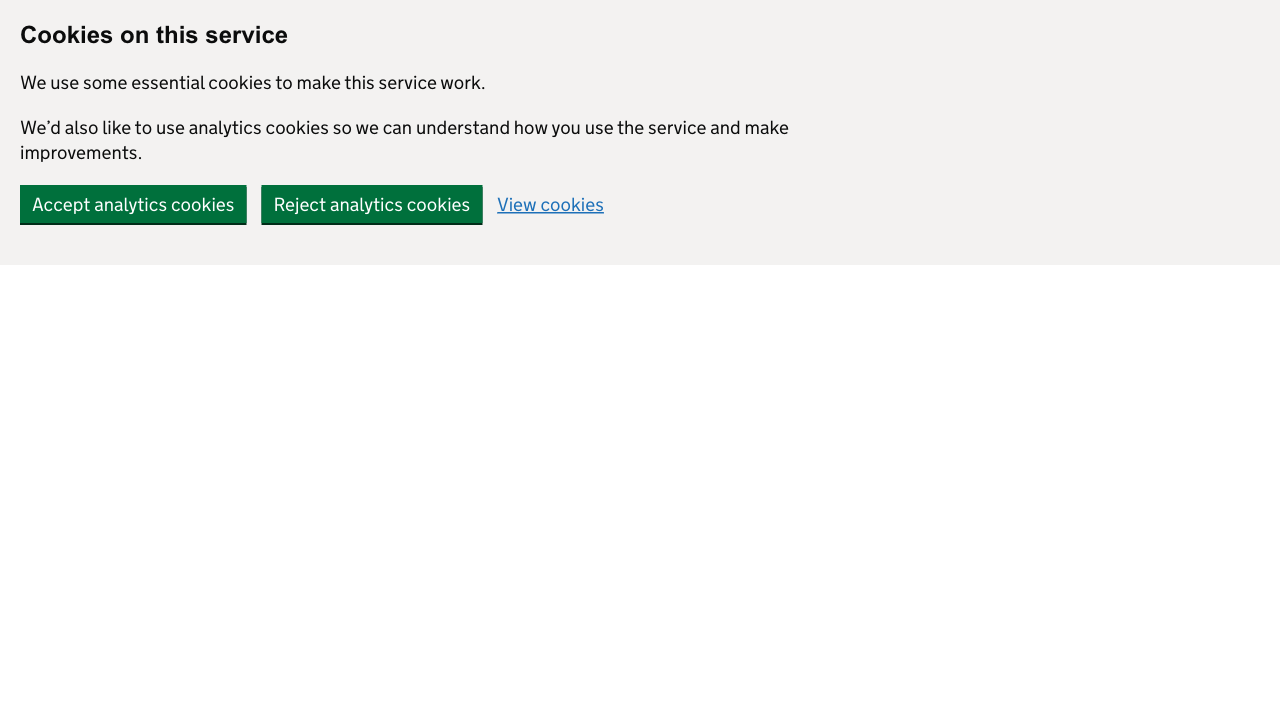 Cookies on this service
We use some essential cookies to make this service work.
We’d also like to use analytics cookies so we can understand how you use the service and make
improvements.
Accept analytics cookies
Reject analytics cookies
View cookies